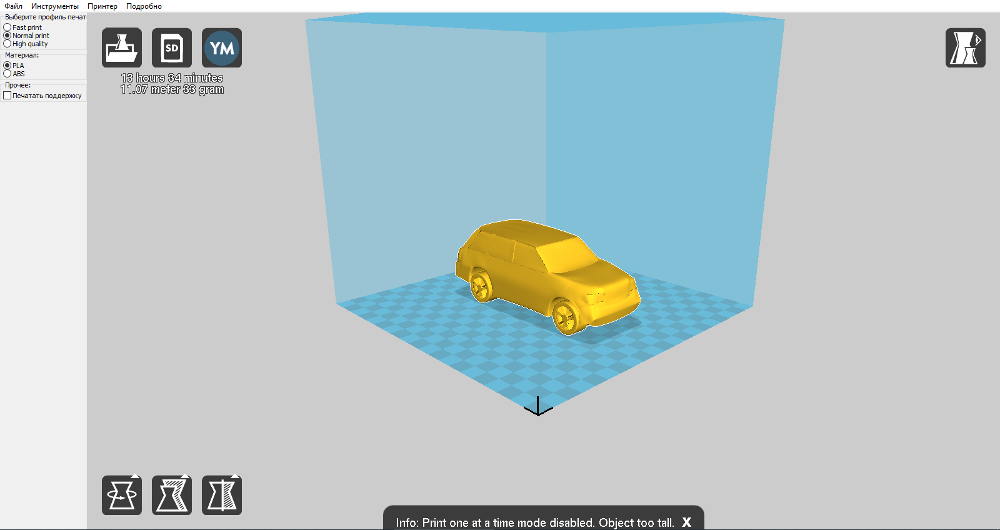 Файл Инструменты Принтер Подробно
Выберите профиль печат
Fast print
Normal print
High quality
Материал:
PLA
ABS
Прочее:
Печатать поддержку
SD
YM
13 hours 34 minutes
11.07 meter 33 gram
Info: Print one at a time mode disabled. Object too tall. X